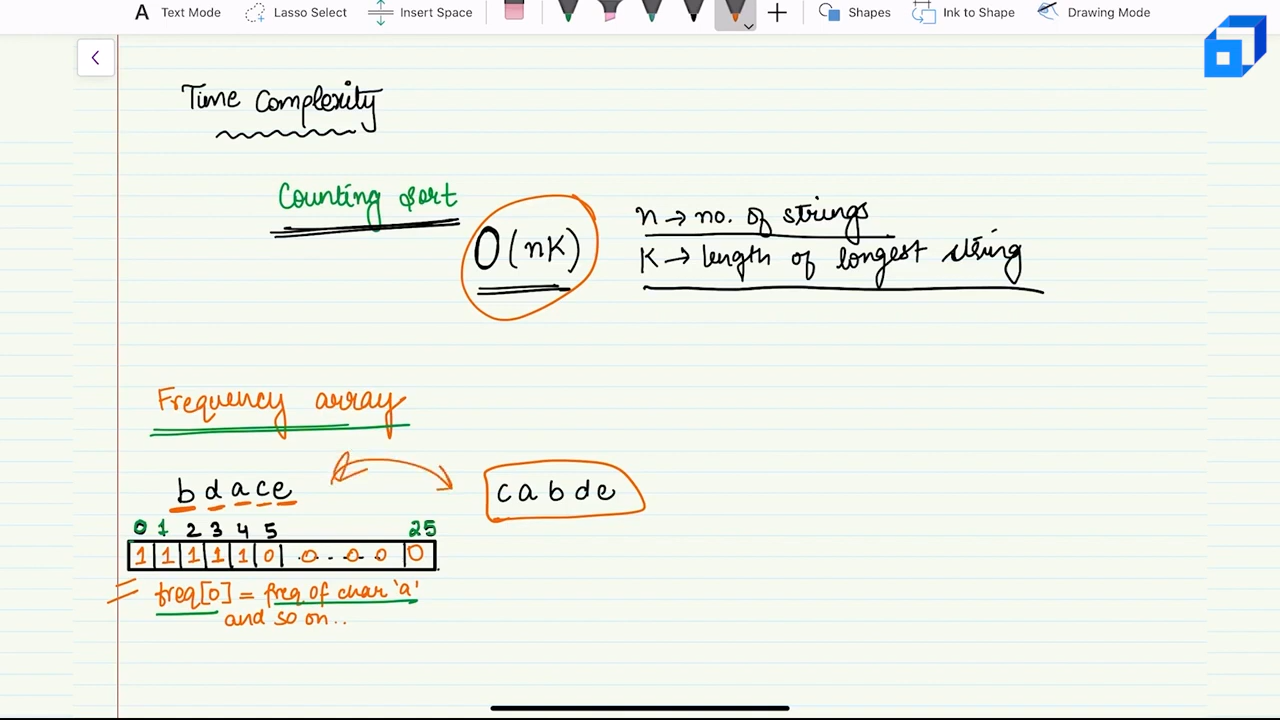 A Text Mode Lasso Select Insert Space Shapes Ink to Shape Drawing Mode
Time Complexity
Counting Sort
O(nK)
n → no. of strings
K → length of longest string
Frequency array
b d a c e
c a b d e
0 1 2 3 4 5 25
1 1 1 1 1 0 0 0 0 0
freq[0] = freq of char 'a'
and so on..